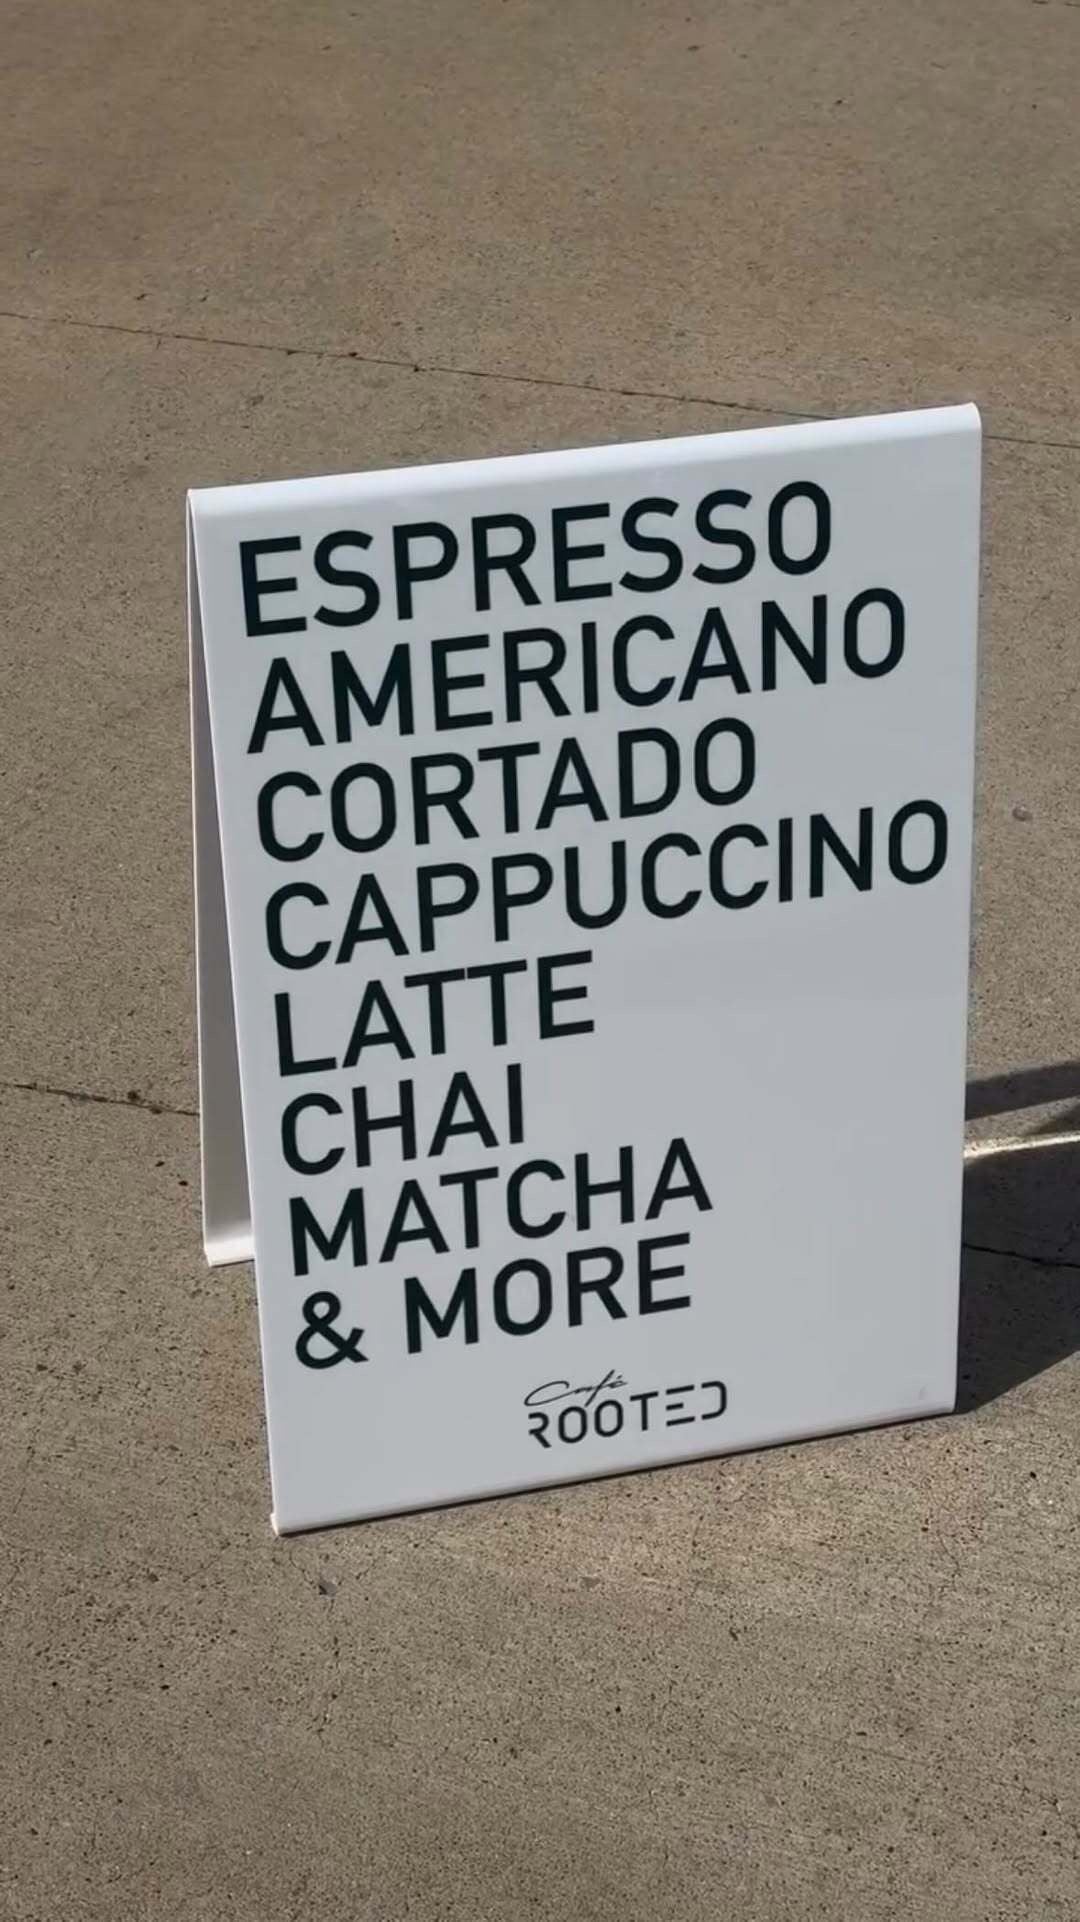 ESPRESSO
AMERICANO
CORTADO
CAPPUCCINO
LATTE
CHAI
MATCHA
& MORE
Café
ROOTED